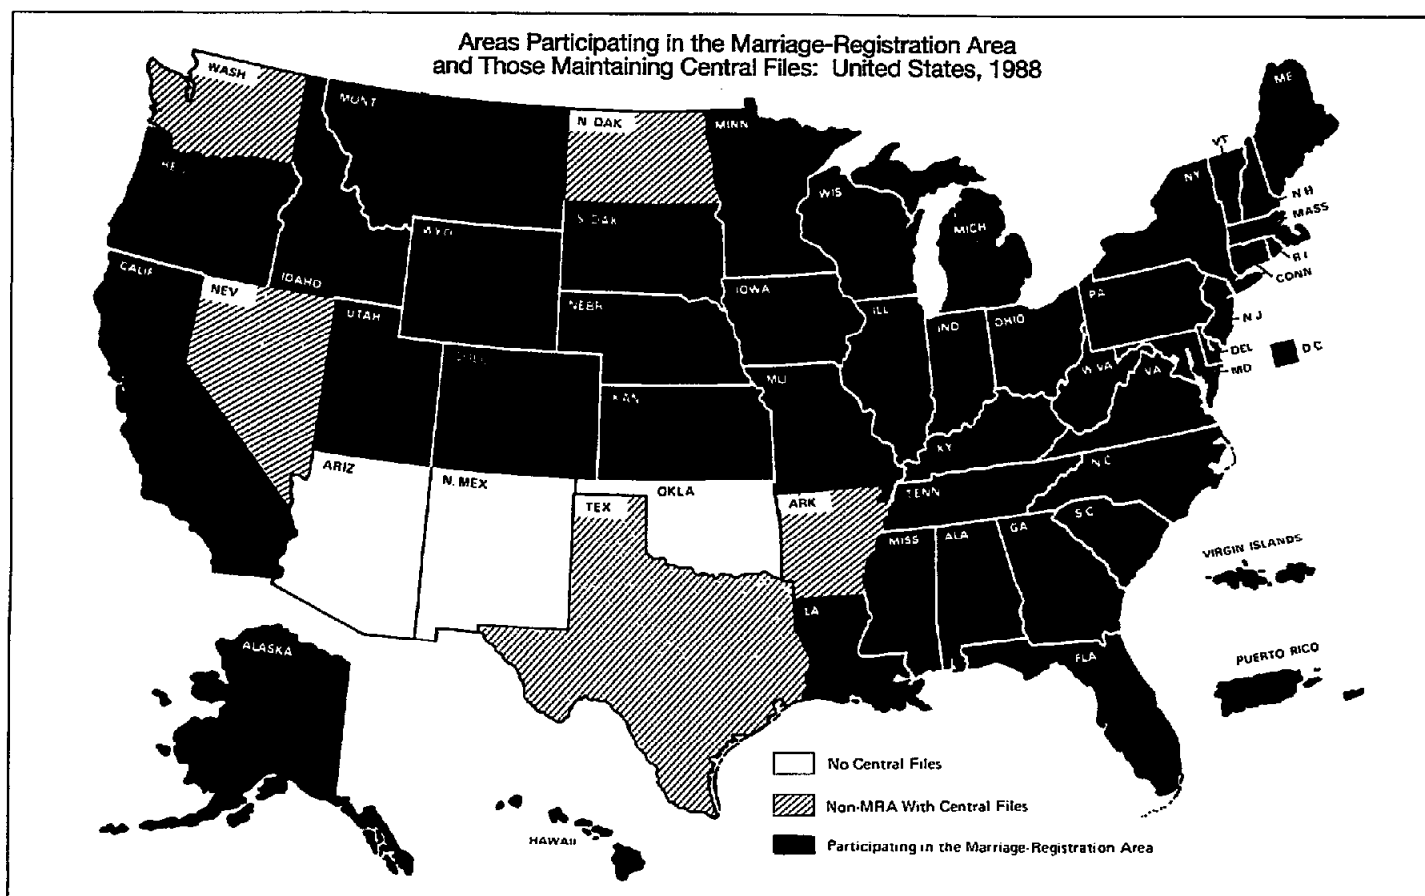 Areas Participating in the Marriage-Registration Area
and Those Maintaining Central Files: United States, 1988
WASH
MONT
N. DAK
MINN
ME
VT
NY
N H
MASS
R I
CONN
WIS
MICH
S. DAK
WYO
IDAHO
CALIF
NEV
UTAH
NEBR
IOWA
ILL
IND
OHIO
PA
N J
DEL
MD
D C
W VA
VA
KAN
MO
KY
ARIZ
N. MEX
OKLA
TEX
ARK
TENN
N C
S C
MISS
ALA
GA
LA
FLA
VIRGIN ISLANDS
PUERTO RICO
ALASKA
HAWAII
No Central Files
Non-MRA With Central Files
Participating in the Marriage-Registration Area